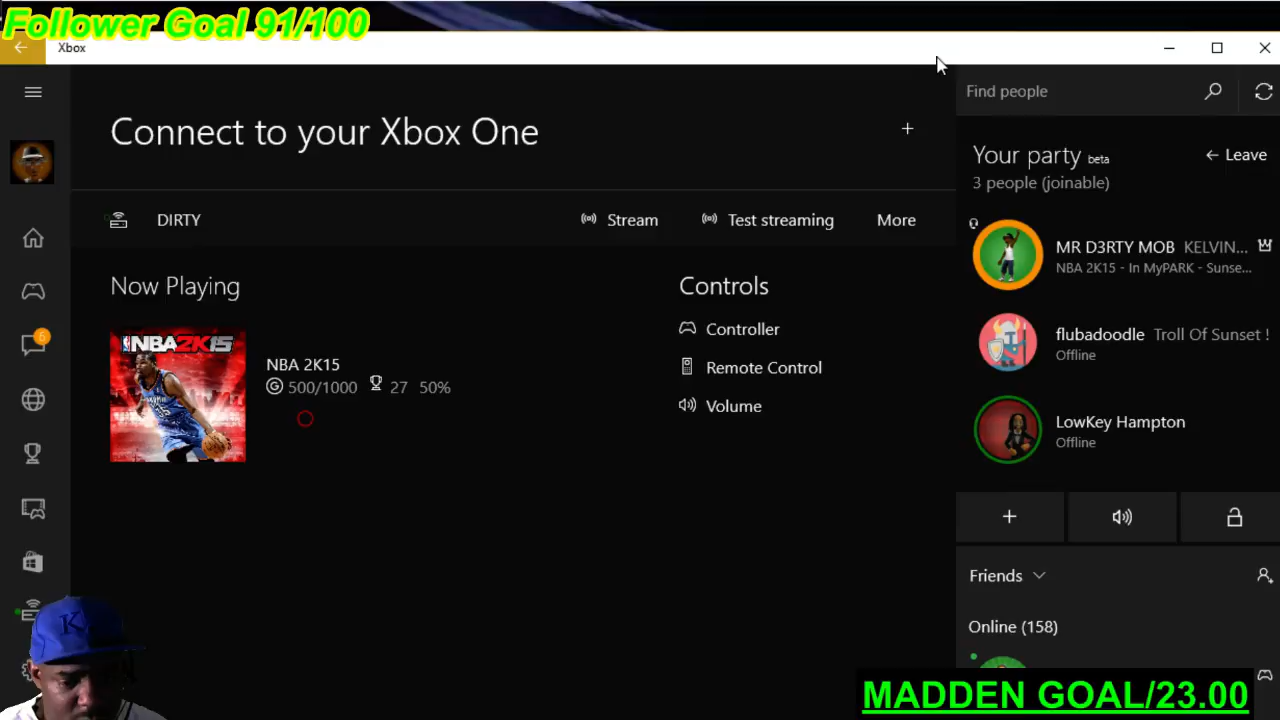 Follower Goal 91/100
Xbox
Find people
Connect to your Xbox One
Your party beta
Leave
3 people (joinable)
DIRTY
Stream
Test streaming
More
MR D3RTY MOB KELVIN...
NBA 2K15 - In MyPARK - Sunse...
Now Playing
Controls
NBA2K15
NBA 2K15
500/1000 27 50%
Controller
Remote Control
Volume
flubadoodle Troll Of Sunset !
Offline
LowKey Hampton
Offline
6
Friends
Online (158)
K
MADDEN GOAL/23.00